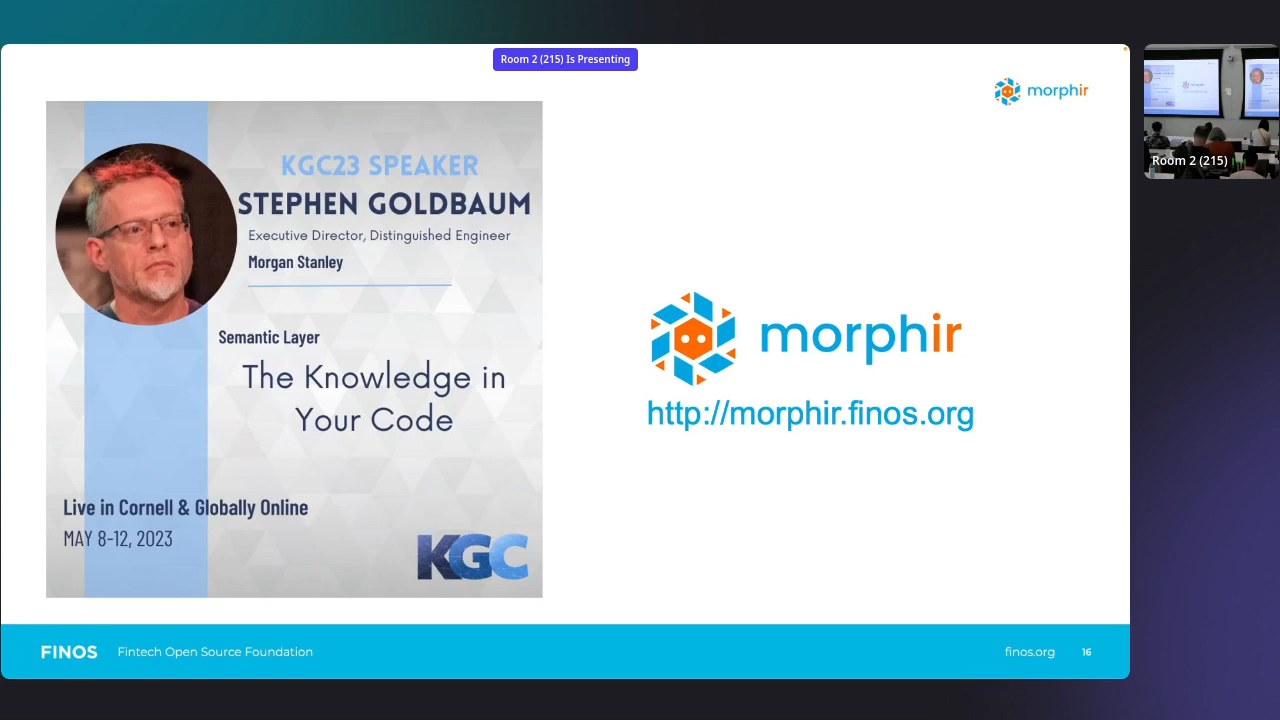 Room 2 (215) Is Presenting
morphir
KGC23 SPEAKER
STEPHEN GOLDBAUM
Executive Director, Distinguished Engineer
Morgan Stanley
Semantic Layer
The Knowledge in
Your Code
Live in Cornell & Globally Online
MAY 8-12, 2023
KGC
morphir
http://morphir.finos.org
FINOS
Fintech Open Source Foundation
finos.org
16
Room 2 (215)